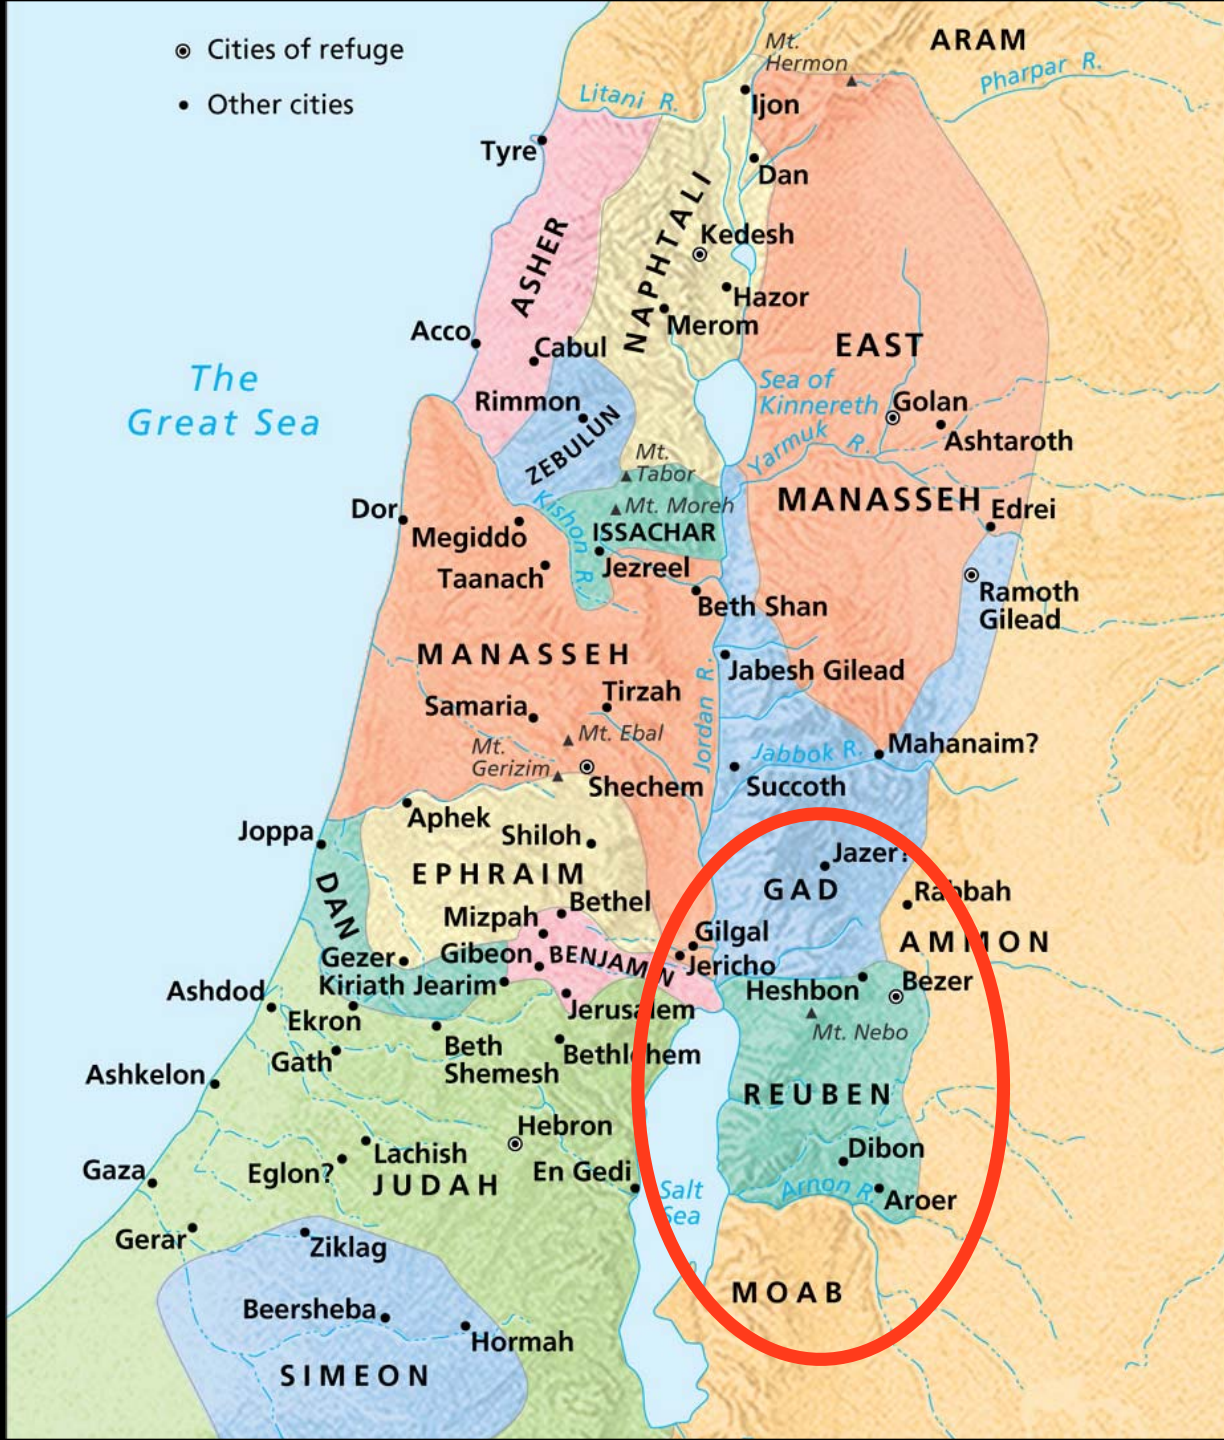 Cities of refuge
Other cities
ARAM
Mt.
Hermon
Pharpar R.
Litani R.
Ijon
Tyre
Dan
NAPHTALI
ASHER
Kedesh
Hazor
Merom
Acco
Cabul
EAST
The
Great Sea
Sea of
Kinnereth
Golan
Rimmon
ZEBULUN
Ashtaroth
Yarmuk R.
Mt.
Tabor
MANASSEH
Mt. Moreh
Edrei
Dor
Kishon R.
Megiddo
ISSACHAR
Taanach
Jezreel
Ramoth
Gilead
Beth Shan
MANASSEH
Jabesh Gilead
Jordan R.
Tirzah
Samaria
Mt. Ebal
Mt.
Gerizim
Jabbok R.
Mahanaim?
Shechem
Succoth
Aphek
Joppa
Shiloh
Jazer?
EPHRAIM
GAD
DAN
Bethel
Rabbah
Mizpah
Gilgal
AMMON
Gezer
Gibeon
BENJAMIN
Jericho
Kiriath Jearim
Heshbon
Bezer
Ashdod
Ekron
Jerusalem
Mt. Nebo
Gath
Beth
Shemesh
Bethlehem
Ashkelon
REUBEN
Hebron
Lachish
Dibon
Gaza
Eglon?
JUDAH
En Gedi
Salt
Sea
Arnon R.
Aroer
Gerar
Ziklag
MOAB
Beersheba
Hormah
SIMEON